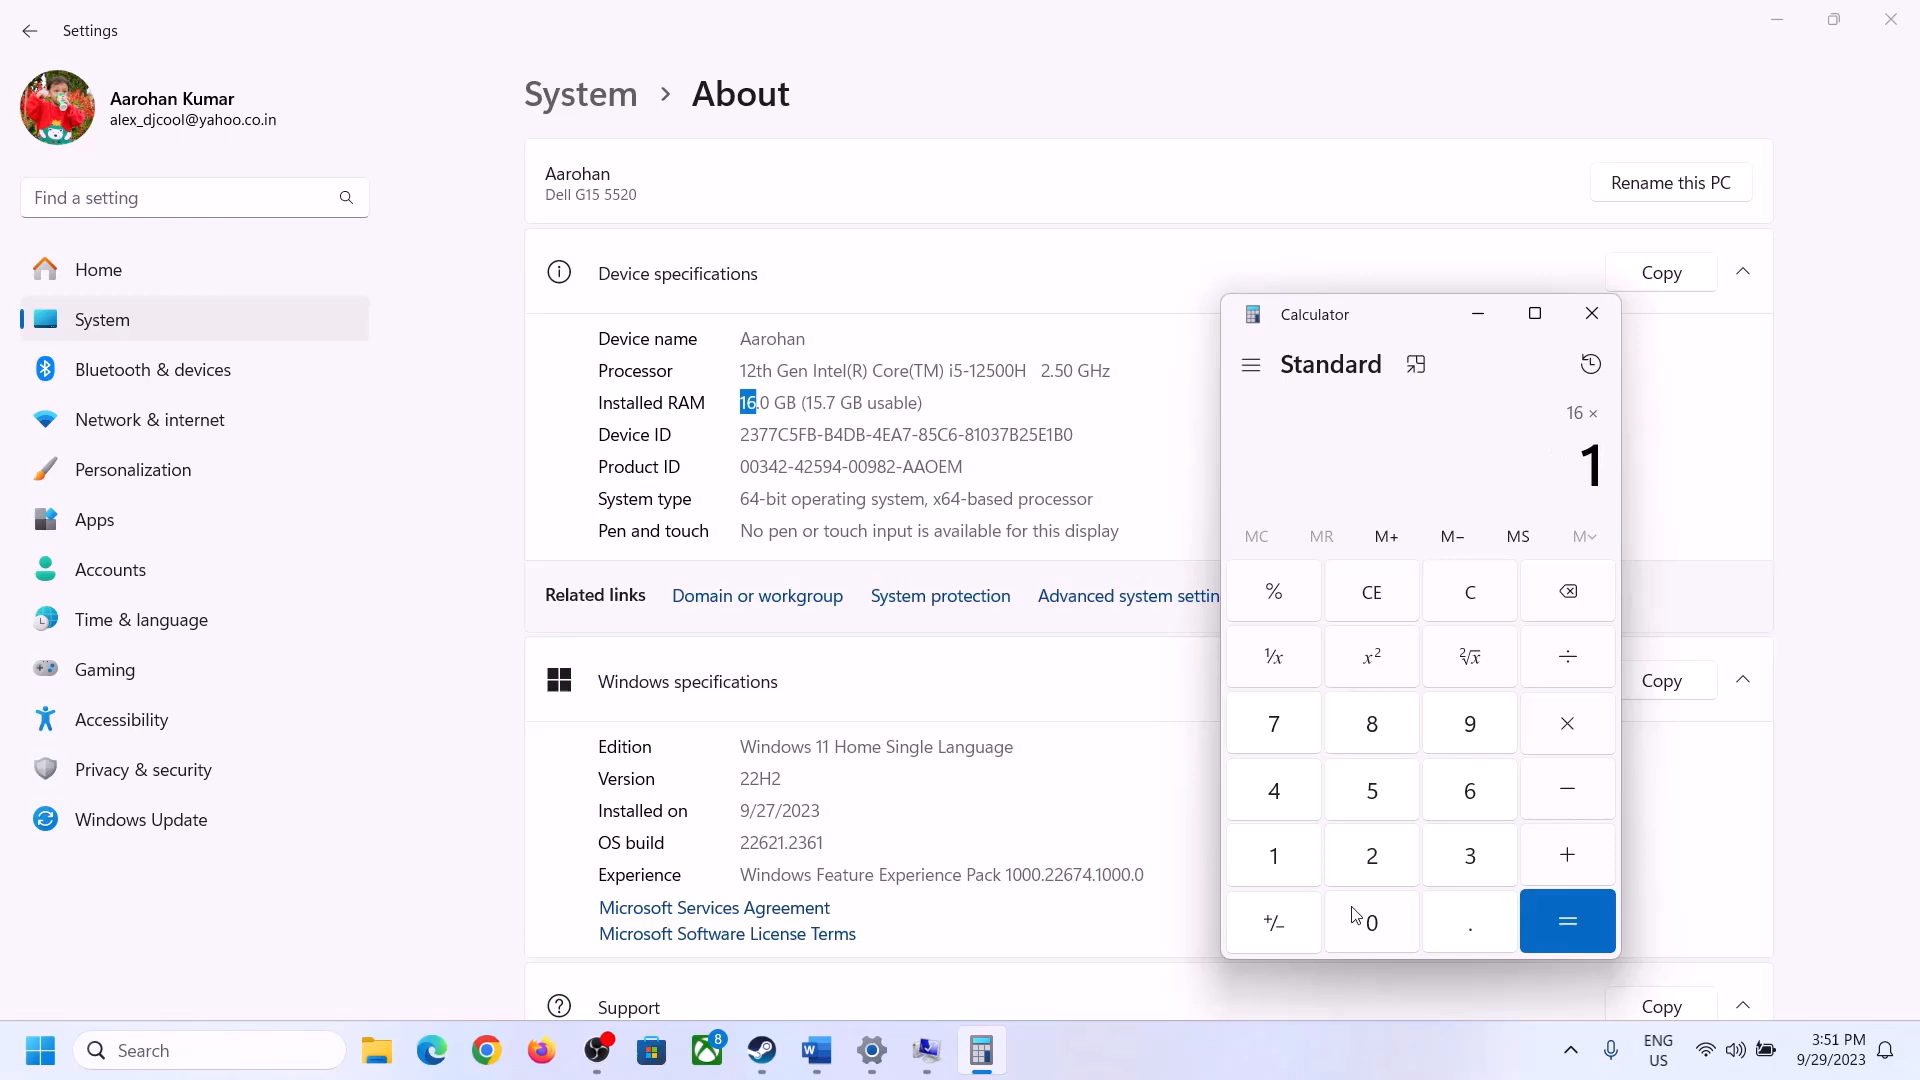 Settings
Aarohan Kumar
alex_djcool@yahoo.co.in
Find a setting
Home
System
Bluetooth & devices
Network & internet
Personalization
Apps
Accounts
Time & language
Gaming
Accessibility
Privacy & security
Windows Update
System > About
Aarohan
Dell G15 5520
Rename this PC
Device specifications
Copy
Device name Aarohan
Processor 12th Gen Intel(R) Core(TM) i5-12500H 2.50 GHz
Installed RAM 16.0 GB (15.7 GB usable)
Device ID 2377C5FB-B4DB-4EA7-85C6-81037B25E1B0
Product ID 00342-42594-00982-AAOEM
System type 64-bit operating system, x64-based processor
Pen and touch No pen or touch input is available for this display
Related links Domain or workgroup System protection Advanced system settin
Windows specifications
Copy
Edition Windows 11 Home Single Language
Version 22H2
Installed on 9/27/2023
OS build 22621.2361
Experience Windows Feature Experience Pack 1000.22674.1000.0
Microsoft Services Agreement
Microsoft Software License Terms
Support
Copy
Calculator
Standard
16 ×
1
MC MR M+ M− MS M
% CE C
⅟x x² ²√x ÷
7 8 9 ×
4 5 6 −
1 2 3 +
+/− 0 . =
Search
8
W
ENG
US
3:51 PM
9/29/2023